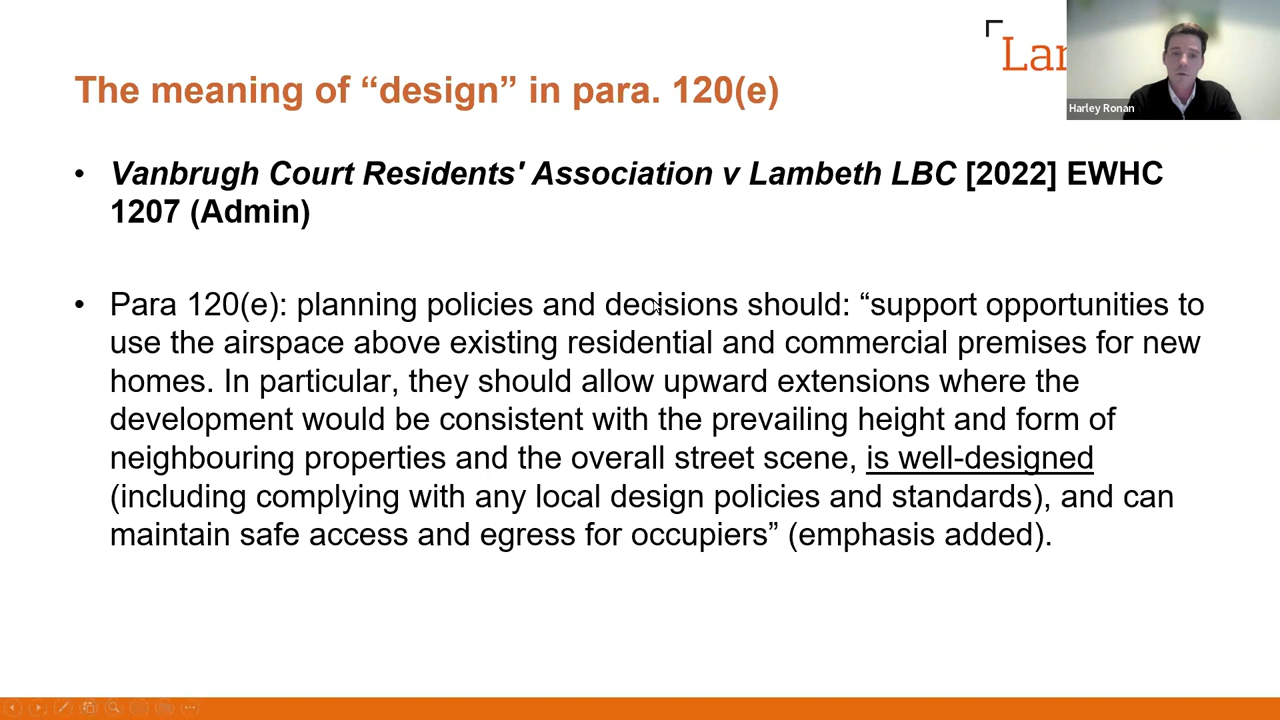 The meaning of “design” in para. 120(e)
Harley Ronan
• Vanbrugh Court Residents' Association v Lambeth LBC [2022] EWHC
1207 (Admin)
• Para 120(e): planning policies and decisions should: “support opportunities to
use the airspace above existing residential and commercial premises for new
homes. In particular, they should allow upward extensions where the
development would be consistent with the prevailing height and form of
neighbouring properties and the overall street scene, is well-designed
(including complying with any local design policies and standards), and can
maintain safe access and egress for occupiers” (emphasis added).